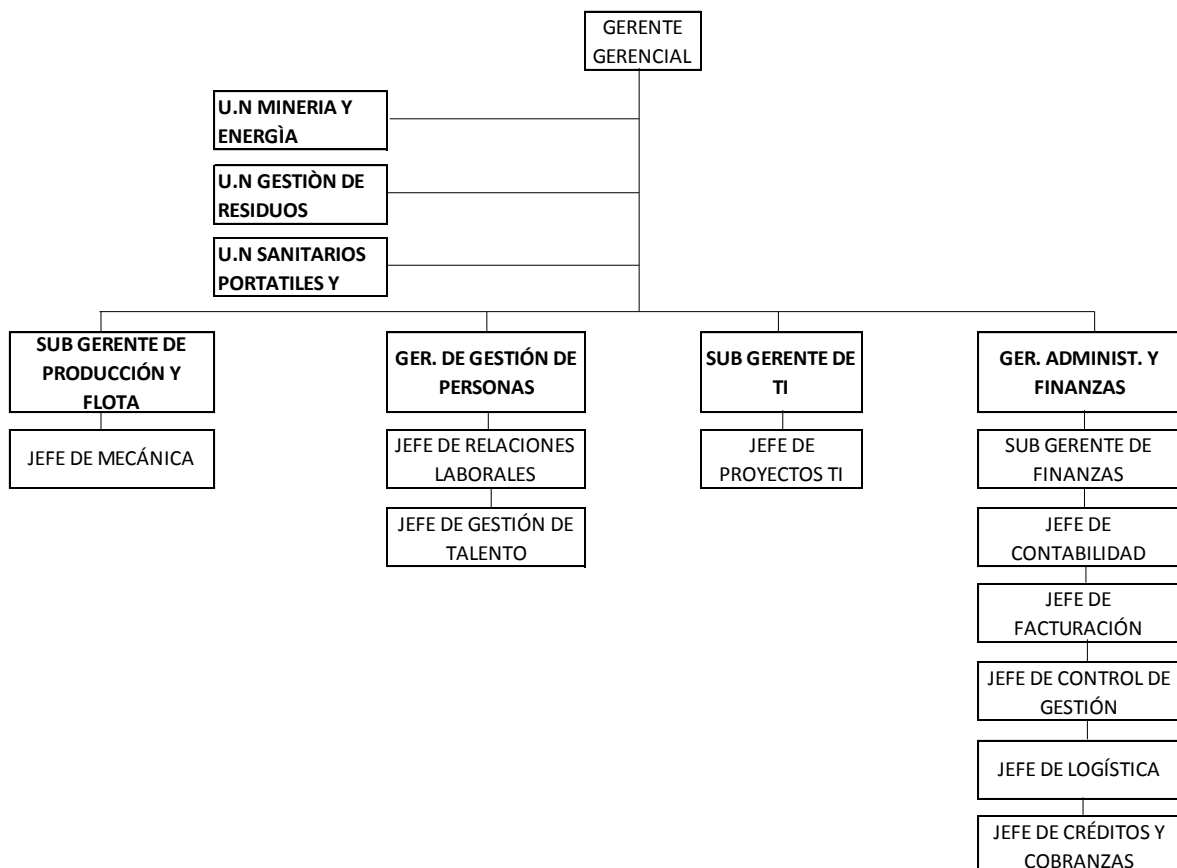 GERENTE
GERENCIAL
U.N MINERIA Y
ENERGÌA
U.N GESTIÒN DE
RESIDUOS
U.N SANITARIOS
PORTATILES Y
SUB GERENTE DE
PRODUCCIÓN Y
FLOTA
GER. DE GESTIÓN DE
PERSONAS
SUB GERENTE DE
TI
GER. ADMINIST. Y
FINANZAS
JEFE DE MECÁNICA
JEFE DE RELACIONES
LABORALES
JEFE DE
PROYECTOS TI
SUB GERENTE DE
FINANZAS
JEFE DE GESTIÓN DE
TALENTO
JEFE DE
CONTABILIDAD
JEFE DE
FACTURACIÓN
JEFE DE CONTROL DE
GESTIÓN
JEFE DE LOGÍSTICA
JEFE DE CRÉDITOS Y
COBRANZAS